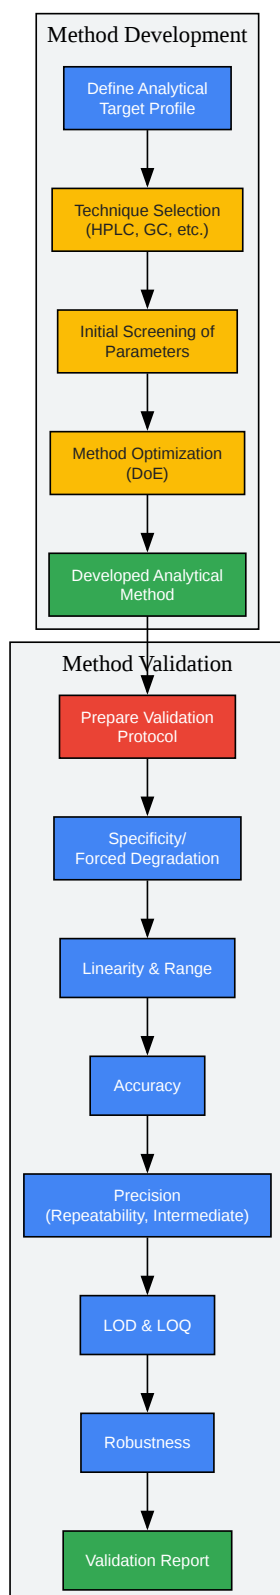 Method Development
Define Analytical
Target Profile
Technique Selection
(HPLC, GC, etc.)
Initial Screening of
Parameters
Method Optimization
(DoE)
Developed Analytical
Method
Method Validation
Prepare Validation
Protocol
Specificity/
Forced Degradation
Linearity & Range
Accuracy
Precision
(Repeatability, Intermediate)
LOD & LOQ
Robustness
Validation Report